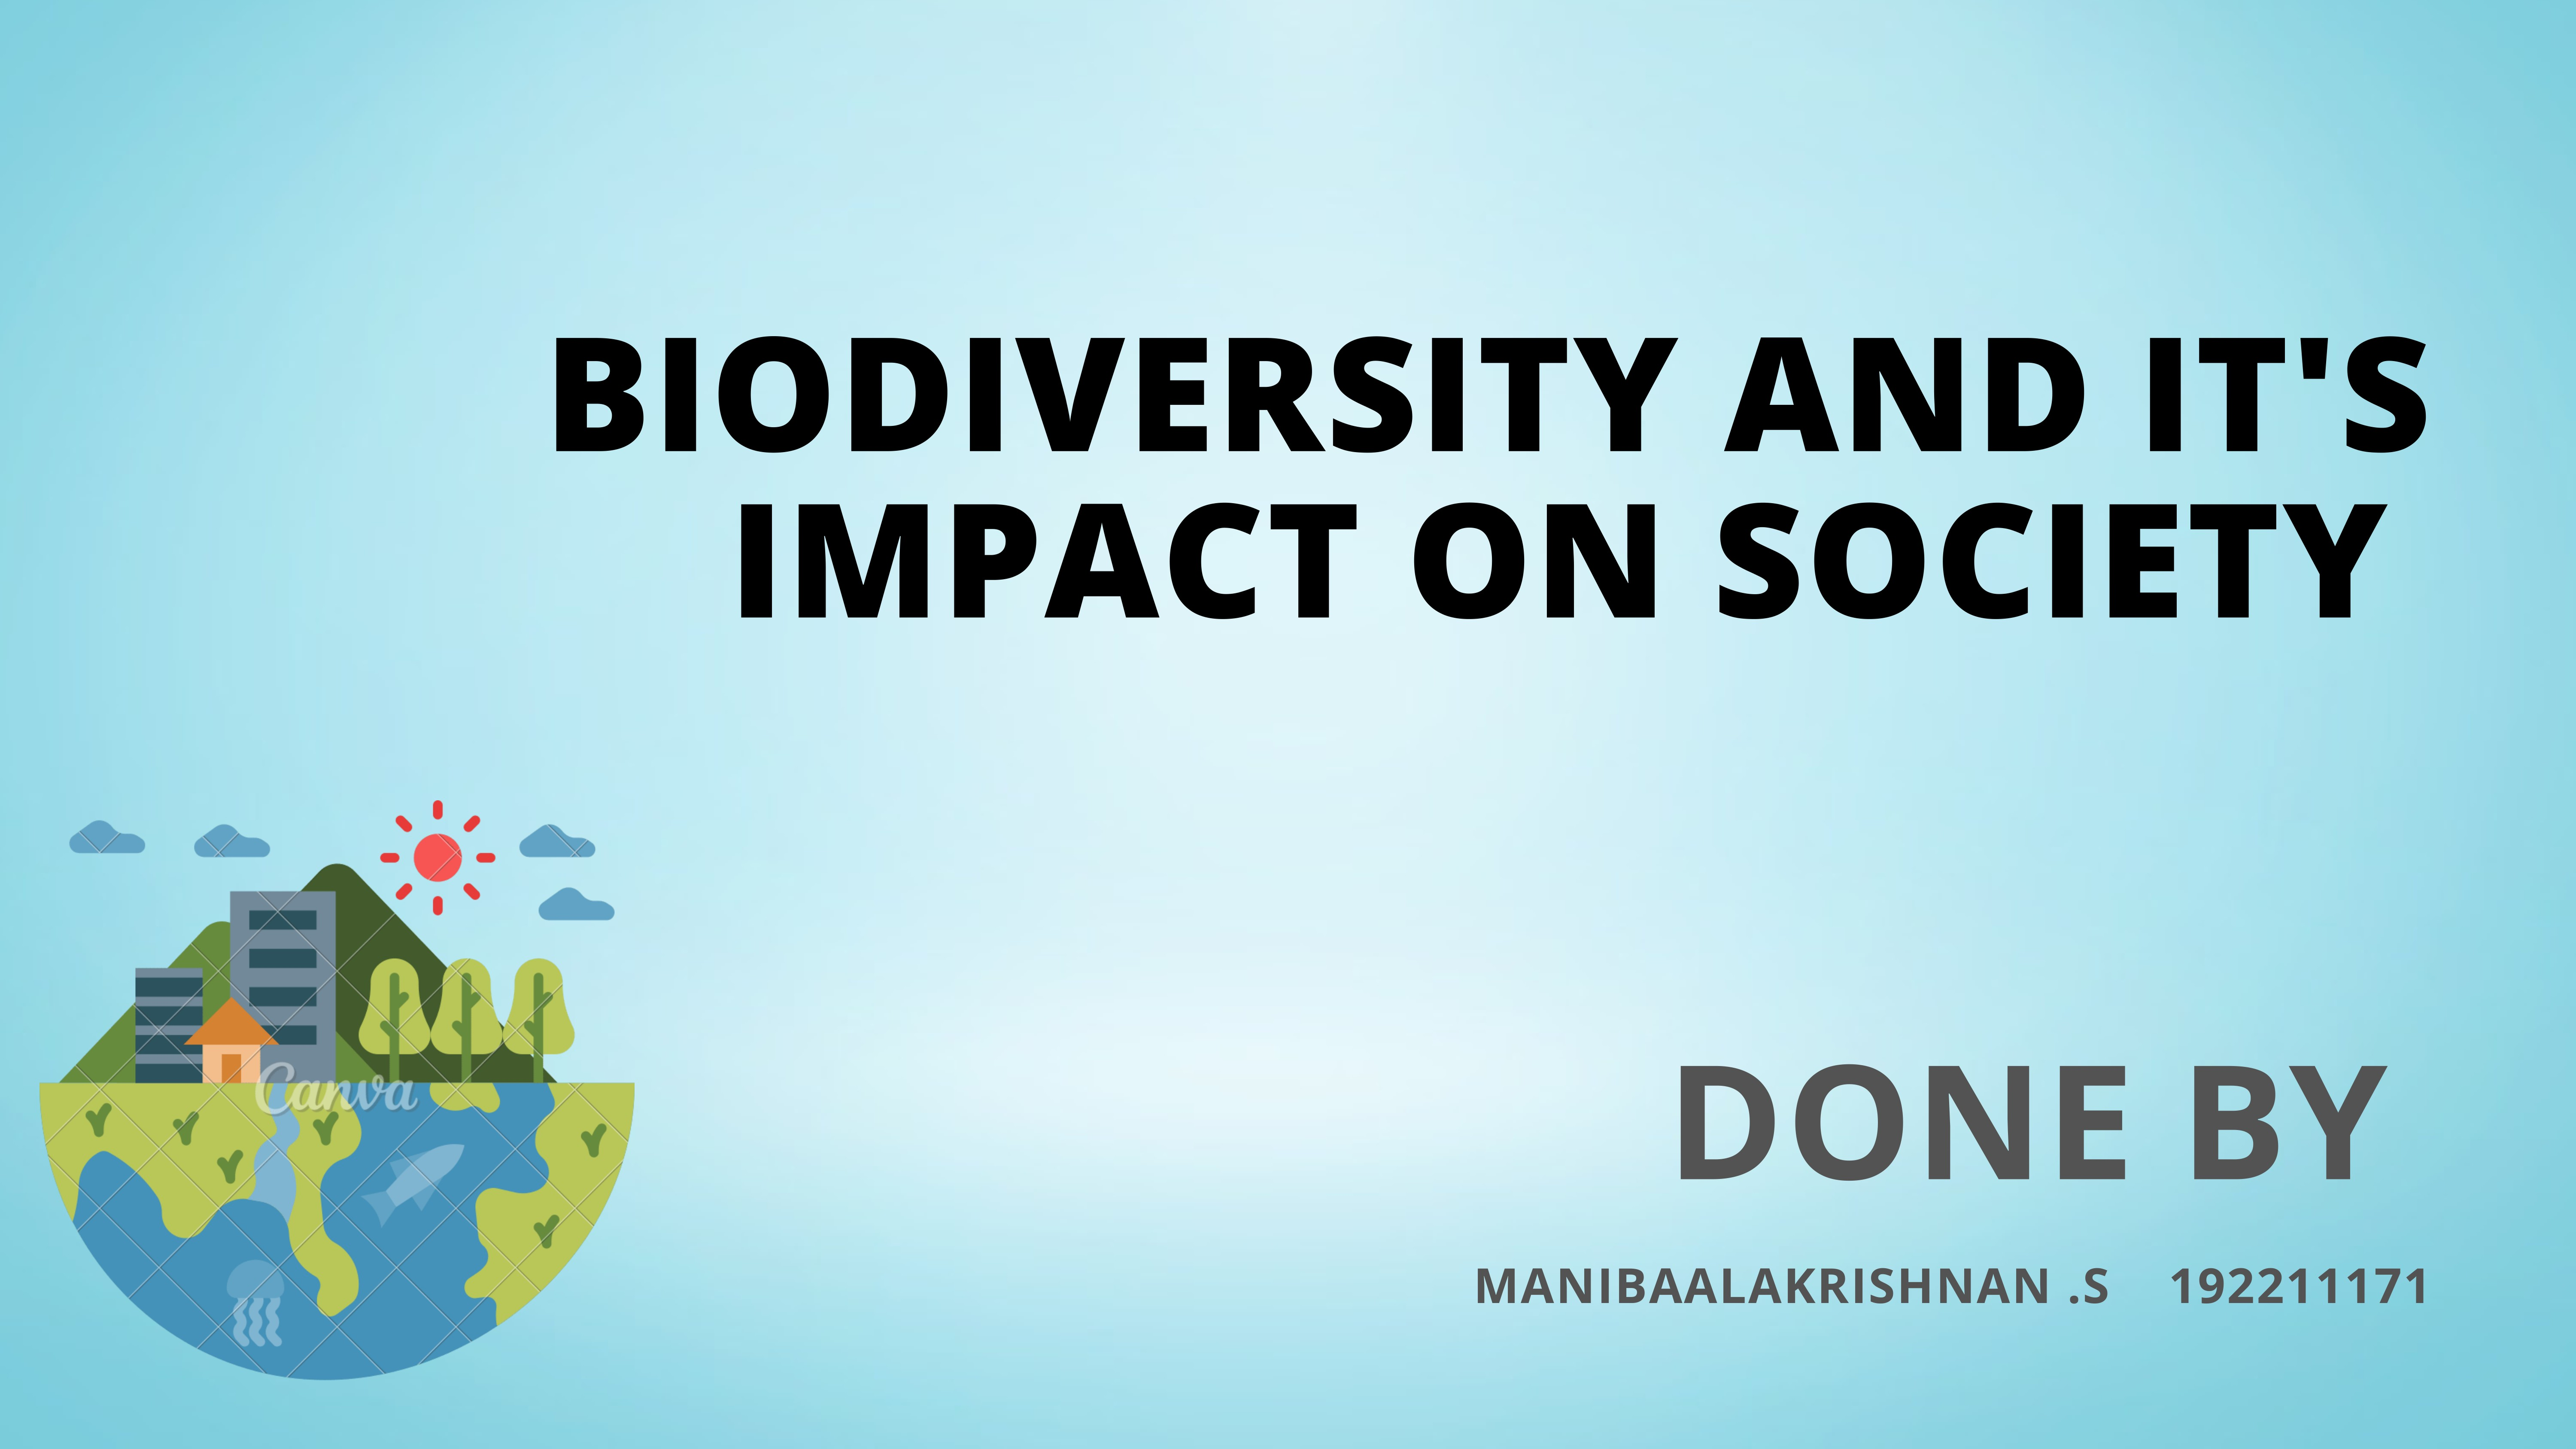 BIODIVERSITY AND IT'S
IMPACT ON SOCIETY
Canva
DONE BY
MANIBAALAKRISHNAN .S 192211171